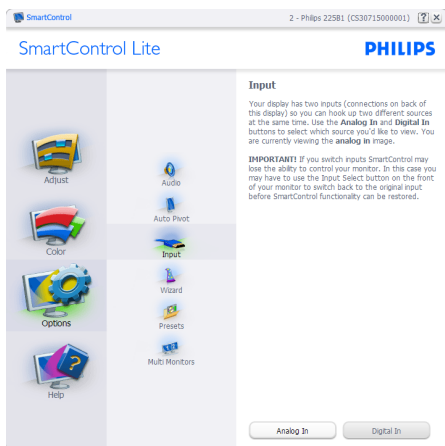 SmartControl
2 - Philips 225B1 (CS30715000001)
SmartControl Lite
PHILIPS
Adjust
Color
Options
Help
Audio
Auto Pivot
Input
Wizard
Presets
Multi Monitors
Input
Your display has two inputs (connections on back of
this display) so you can hook up two different sources
at the same time. Use the Analog In and Digital In
buttons to select which source you'd like to view. You
are currently viewing the analog in image.
IMPORTANT! If you switch inputs SmartControl may
lose the ability to control your monitor. In this case you
may have to use the Input Select button on the front
of your monitor to switch back to the original input
before SmartControl functionality can be restored.
Analog In
Digital In